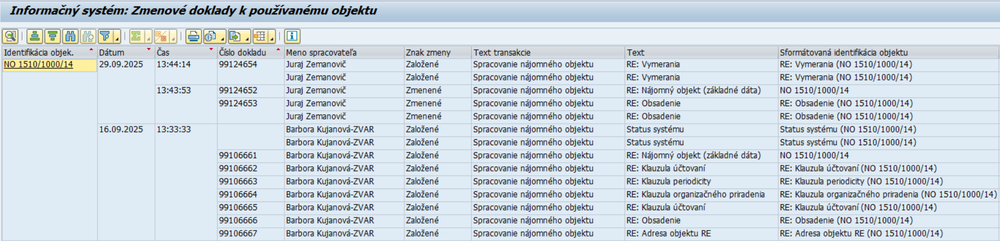 Informačný systém: Zmenové doklady k používanému objektu
Identifikácia objek. Dátum Čas Číslo dokladu Meno spracovateľa Znak zmeny Text transakcie Text Sformátovaná identifikácia objektu
NO 1510/1000/14 29.09.2025 13:44:14 99124654 Juraj Zemanovič Založené Spracovanie nájomného objektu RE: Vymerania RE: Vymerania (NO 1510/1000/14)
Juraj Zemanovič Založené Spracovanie nájomného objektu RE: Vymerania RE: Vymerania (NO 1510/1000/14)
13:43:53 99124652 Juraj Zemanovič Zmenené Spracovanie nájomného objektu RE: Nájomný objekt (základné dáta) NO 1510/1000/14
99124653 Juraj Zemanovič Zmenené Spracovanie nájomného objektu RE: Obsadenie RE: Obsadenie (NO 1510/1000/14)
Juraj Zemanovič Zmenené Spracovanie nájomného objektu RE: Obsadenie RE: Obsadenie (NO 1510/1000/14)
16.09.2025 13:33:33 Barbora Kujanová-ZVAR Založené Spracovanie nájomného objektu Status systému Status systému (NO 1510/1000/14)
Barbora Kujanová-ZVAR Založené Spracovanie nájomného objektu Status systému Status systému (NO 1510/1000/14)
99106661 Barbora Kujanová-ZVAR Založené Spracovanie nájomného objektu RE: Nájomný objekt (základné dáta) NO 1510/1000/14
99106662 Barbora Kujanová-ZVAR Založené Spracovanie nájomného objektu RE: Klauzula účtovaní RE: Klauzula účtovaní (NO 1510/1000/14)
99106663 Barbora Kujanová-ZVAR Založené Spracovanie nájomného objektu RE: Klauzula periodicity RE: Klauzula periodicity (NO 1510/1000/14)
99106664 Barbora Kujanová-ZVAR Založené Spracovanie nájomného objektu RE: Klauzula organizačného priradenia RE: Klauzula organizačného priradenia (NO 1510/1000/14)
99106665 Barbora Kujanová-ZVAR Založené Spracovanie nájomného objektu RE: Klauzula účtovaní RE: Klauzula účtovaní (NO 1510/1000/14)
99106666 Barbora Kujanová-ZVAR Založené Spracovanie nájomného objektu RE: Obsadenie RE: Obsadenie (NO 1510/1000/14)
99106667 Barbora Kujanová-ZVAR Založené Spracovanie nájomného objektu RE: Adresa objektu RE RE: Adresa objektu RE (NO 1510/1000/14)